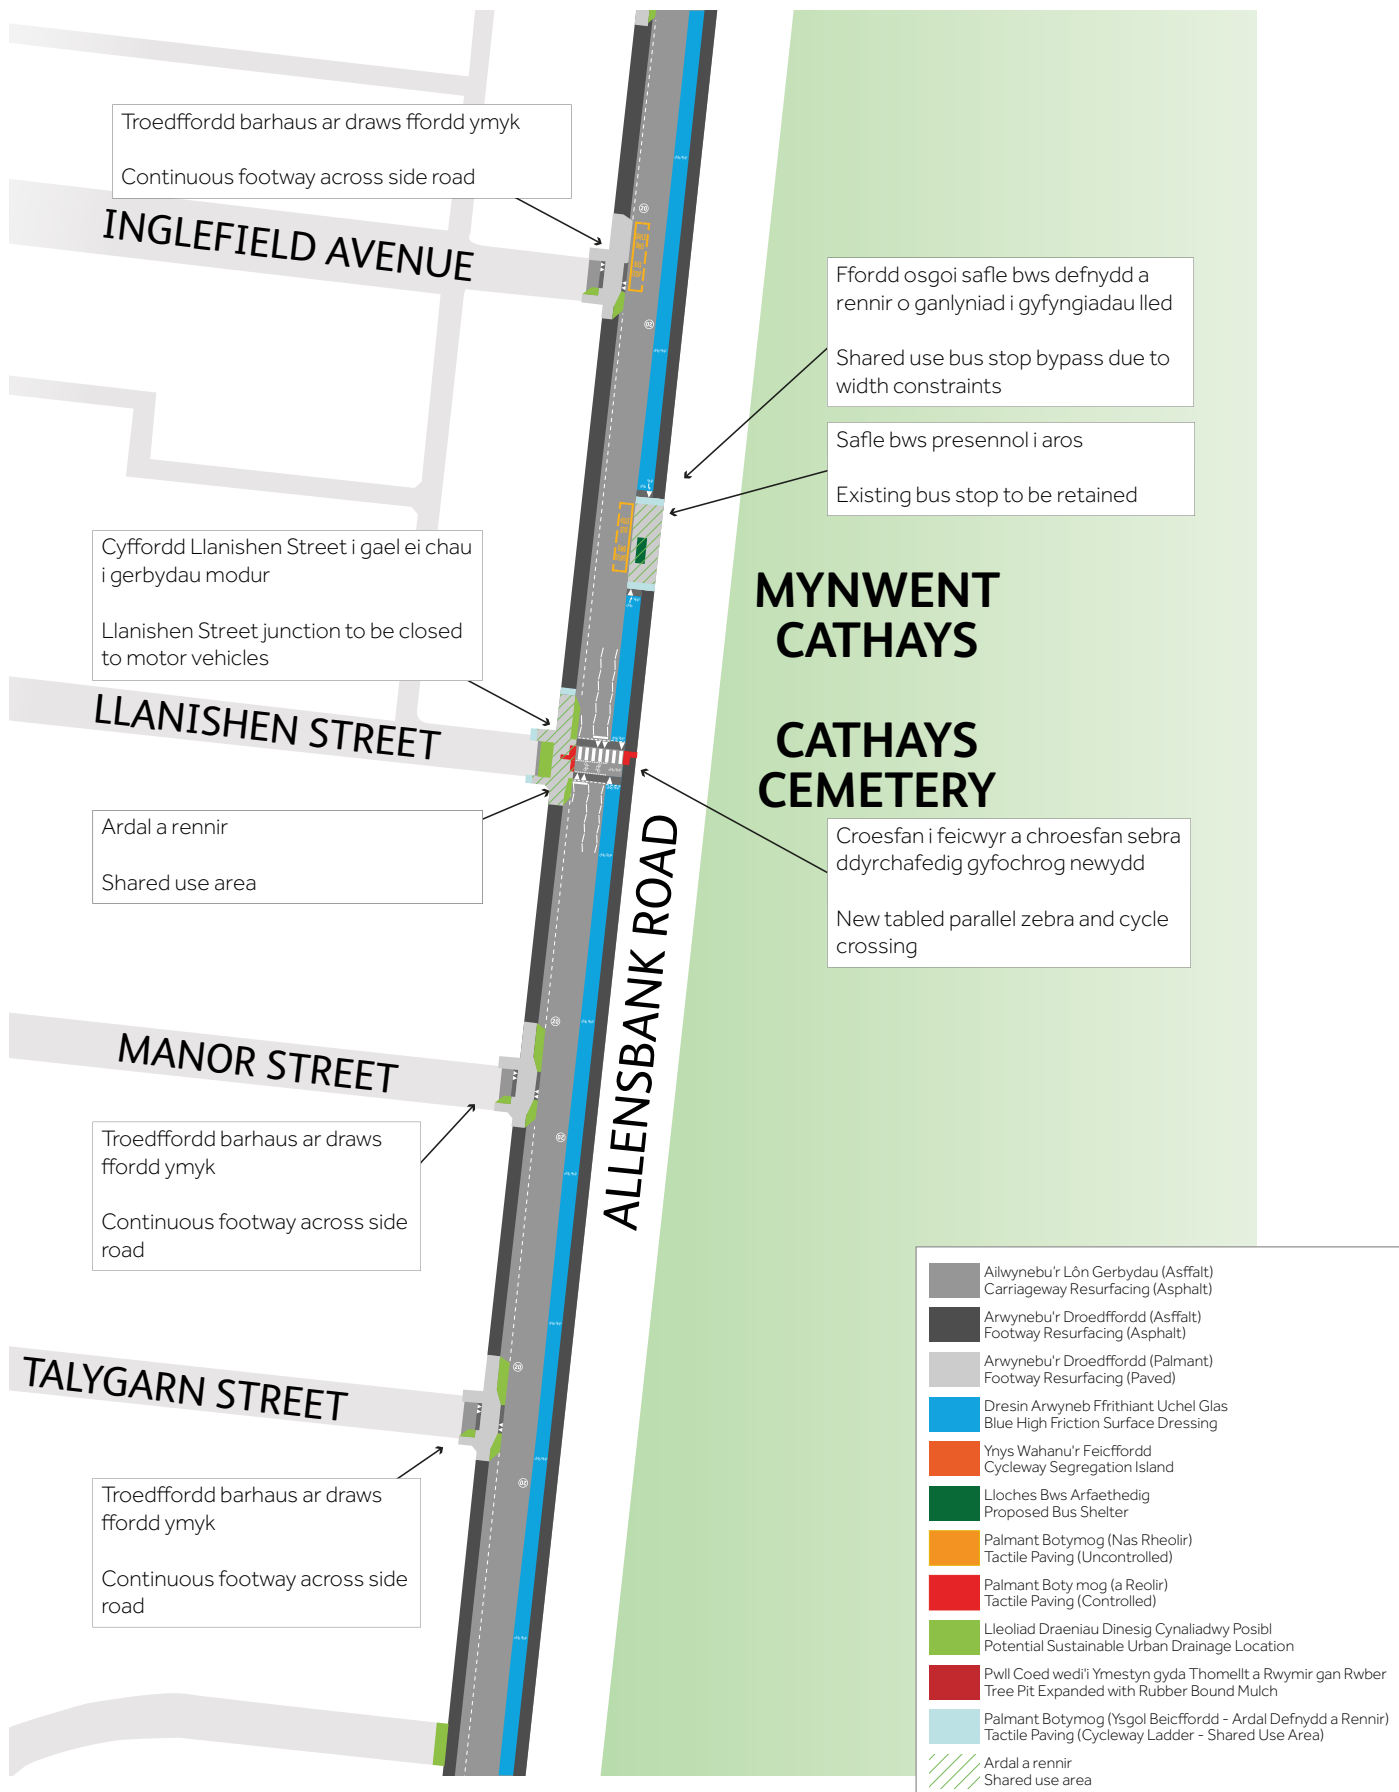 Troedffordd barhaus ar draws ffordd ymyk
Continuous footway across side road
INGLEFIELD AVENUE
Ffordd osgoi safle bws defnydd a
rennir o ganlyniad i gyfyngiadau lled
Shared use bus stop bypass due to
width constraints
Safle bws presennol i aros
Existing bus stop to be retained
Cyffordd Llanishen Street i gael ei chau
i gerbydau modur
Llanishen Street junction to be closed
to motor vehicles
MYNWENT
CATHAYS
CATHAYS
CEMETERY
LLANISHEN STREET
Ardal a rennir
Shared use area
Croesfan i feicwyr a chroesfan sebra
ddyrchafedig gyfochrog newydd
New tabled parallel zebra and cycle
crossing
ALLENSBANK ROAD
MANOR STREET
Troedffordd barhaus ar draws
ffordd ymyk
Continuous footway across side
road
TALYGARN STREET
Troedffordd barhaus ar draws
ffordd ymyk
Continuous footway across side
road
20
20
20
20
20
20
Ailwynebu'r Lôn Gerbydau (Asffalt)
Carriageway Resurfacing (Asphalt)
Arwynebu'r Droedffordd (Asffalt)
Footway Resurfacing (Asphalt)
Arwynebu'r Droedffordd (Palmant)
Footway Resurfacing (Paved)
Dresin Arwyneb Ffrithiant Uchel Glas
Blue High Friction Surface Dressing
Ynys Wahanu'r Feicffordd
Cycleway Segregation Island
Lloches Bws Arfaethedig
Proposed Bus Shelter
Palmant Botymog (Nas Rheolir)
Tactile Paving (Uncontrolled)
Palmant Boty mog (a Reolir)
Tactile Paving (Controlled)
Lleoliad Draeniau Dinesig Cynaliadwy Posibl
Potential Sustainable Urban Drainage Location
Pwll Coed wedi'i Ymestyn gyda Thomellt a Rwymir gan Rwber
Tree Pit Expanded with Rubber Bound Mulch
Palmant Botymog (Ysgol Beicffordd - Ardal Defnydd a Rennir)
Tactile Paving (Cycleway Ladder - Shared Use Area)
Ardal a rennir
Shared use area